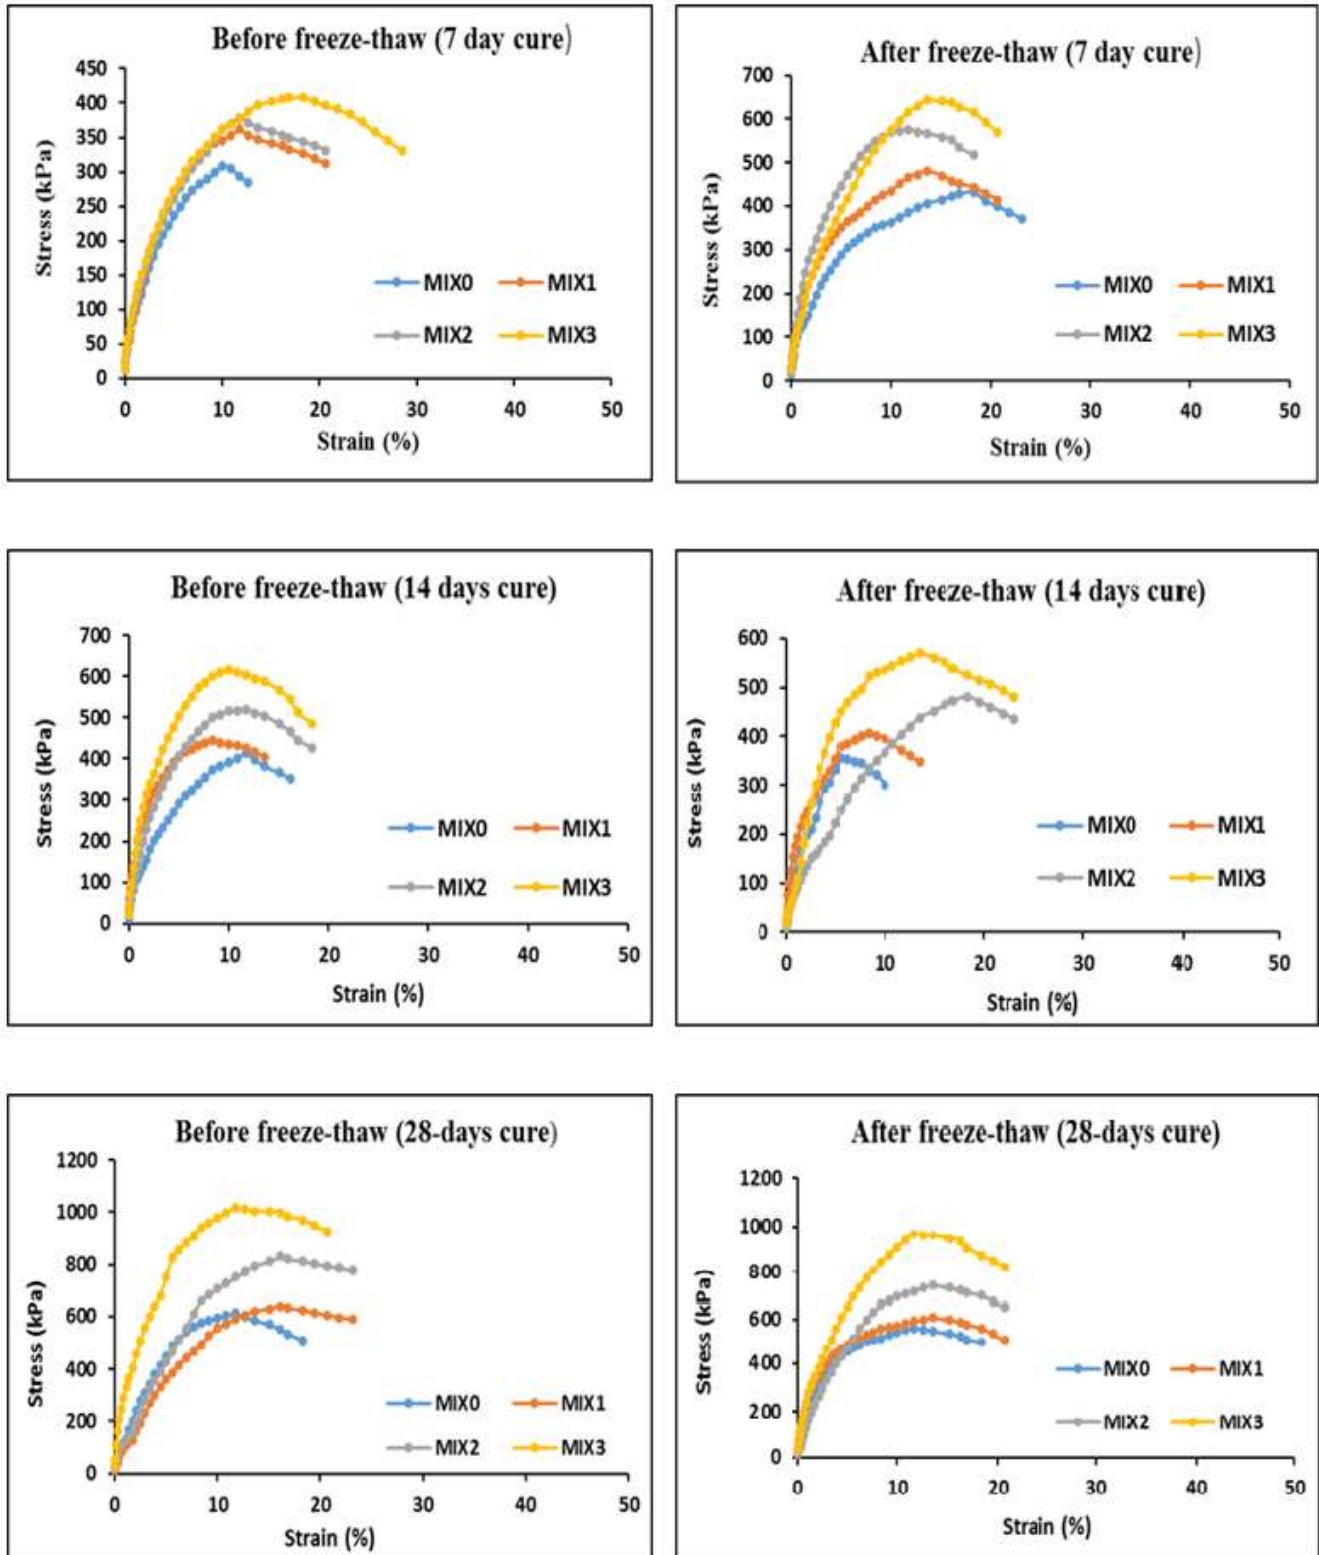 Before freeze-thaw (7 day cure)
450
400
350
300
250
200
150
100
50
0
Stress (kPa)
0 10 20 30 40 50
Strain (%)
MIX0 MIX1
MIX2 MIX3
After freeze-thaw (7 day cure)
700
600
500
400
300
200
100
0
Stress (kPa)
0 10 20 30 40 50
Strain (%)
MIX0 MIX1
MIX2 MIX3
Before freeze-thaw (14 days cure)
700
600
500
400
300
200
100
0
Stress (kPa)
0 10 20 30 40 50
Strain (%)
MIX0 MIX1
MIX2 MIX3
After freeze-thaw (14 days cure)
600
500
400
300
200
100
0
Stress (kPa)
0 10 20 30 40 50
Strain (%)
MIX0 MIX1
MIX2 MIX3
Before freeze-thaw (28-days cure)
1200
1000
800
600
400
200
0
Stress (kPa)
0 10 20 30 40 50
Strain (%)
MIX0 MIX1
MIX2 MIX3
After freeze-thaw (28-days cure)
1200
1000
800
600
400
200
0
Stress (kPa)
0 10 20 30 40 50
Strain (%)
MIX0 MIX1
MIX2 MIX3